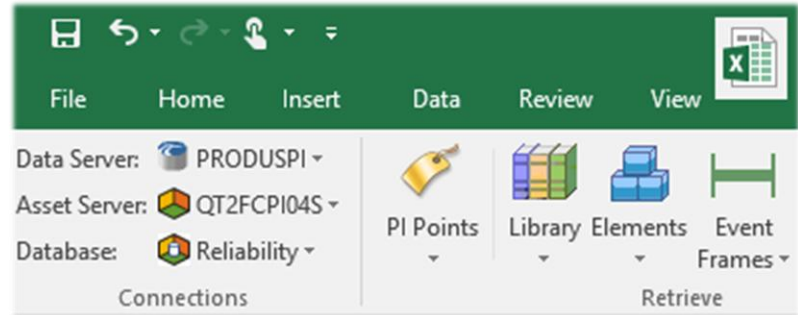 File Home Insert Data Review View
Data Server: PRODUSPI
Asset Server: QT2FCPI04S
Database: Reliability
Connections
PI Points
Library
Elements
Event
Frames
Retrieve